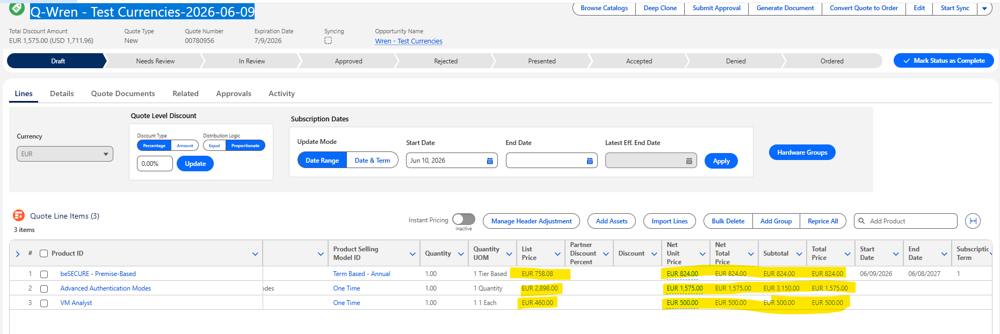 Q-Wren - Test Currencies-2026-06-09
Browse Catalogs
Deep Clone
Submit Approval
Generate Document
Convert Quote to Order
Edit
Start Sync
Total Discount Amount
EUR 1,575.00 (USD 1,711.96)
Quote Type
New
Quote Number
00780956
Expiration Date
7/9/2026
Syncing
Opportunity Name
Wren - Test Currencies
Draft
Needs Review
In Review
Approved
Rejected
Presented
Accepted
Denied
Ordered
Mark Status as Complete
Lines
Details
Quote Documents
Related
Approvals
Activity
Currency
EUR
Quote Level Discount
Discount Type
Percentage
Amount
Distribution Logic
Equal
Proportionate
0.00%
Update
Subscription Dates
Update Mode
Date Range
Date & Term
Start Date
Jun 10, 2026
End Date
Latest Eff. End Date
Apply
Hardware Groups
Quote Line Items (3)
3 items
Instant Pricing
Inactive
Manage Header Adjustment
Add Assets
Import Lines
Bulk Delete
Add Group
Reprice All
Add Product
# Product ID
Product Selling Model ID
Quantity
Quantity UOM
List Price
Partner Discount Percent
Discount
Net Unit Price
Net Total Price
Subtotal
Total Price
Start Date
End Date
Subscriptic Term
1 beSECURE - Premise-Based Term Based - Annual 1.00 1 Tier Based EUR 758.08 EUR 824.00 EUR 824.00 EUR 824.00 EUR 824.00 06/09/2026 06/08/2027 1
2 Advanced Authentication Modes odes One Time 1.00 1 Quantity EUR 2,898.00 EUR 1,575.00 EUR 1,575.00 EUR 3,150.00 EUR 1,575.00
3 VM Analyst One Time 1.00 1 1 Each EUR 460.00 EUR 500.00 EUR 500.00 EUR 500.00 EUR 500.00